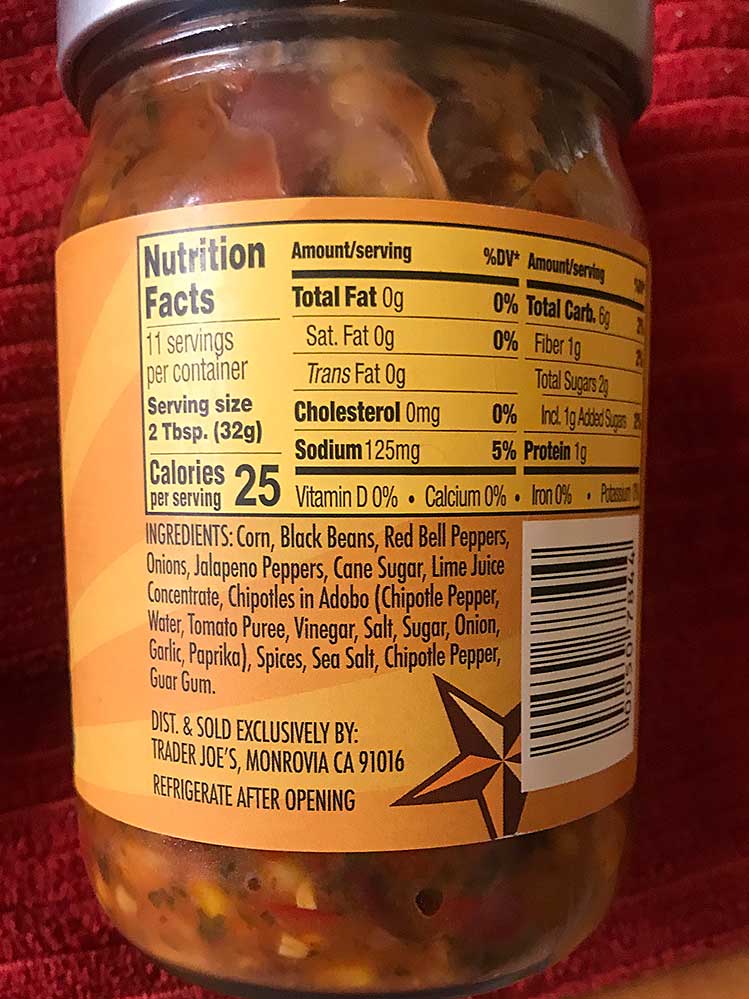 Nutrition Facts
11 servings
per container
Serving size
2 Tbsp. (32g)
Calories 25
per serving
Amount/serving %DV*
Total Fat 0g 0%
Sat. Fat 0g 0%
Trans Fat 0g
Cholesterol 0mg 0%
Sodium 125mg 5%
Amount/serving
Total Carb. 6g
Fiber 1g
Total Sugars 2g
Incl. 1g Added Sugars
Protein 1g
Vitamin D 0% • Calcium 0% • Iron 0% • Potassium
INGREDIENTS: Corn, Black Beans, Red Bell Peppers,
Onions, Jalapeno Peppers, Cane Sugar, Lime Juice
Concentrate, Chipotles in Adobo (Chipotle Pepper,
Water, Tomato Puree, Vinegar, Salt, Sugar, Onion,
Garlic, Paprika), Spices, Sea Salt, Chipotle Pepper,
Guar Gum.
DIST. & SOLD EXCLUSIVELY BY:
TRADER JOE'S, MONROVIA CA 91016
REFRIGERATE AFTER OPENING